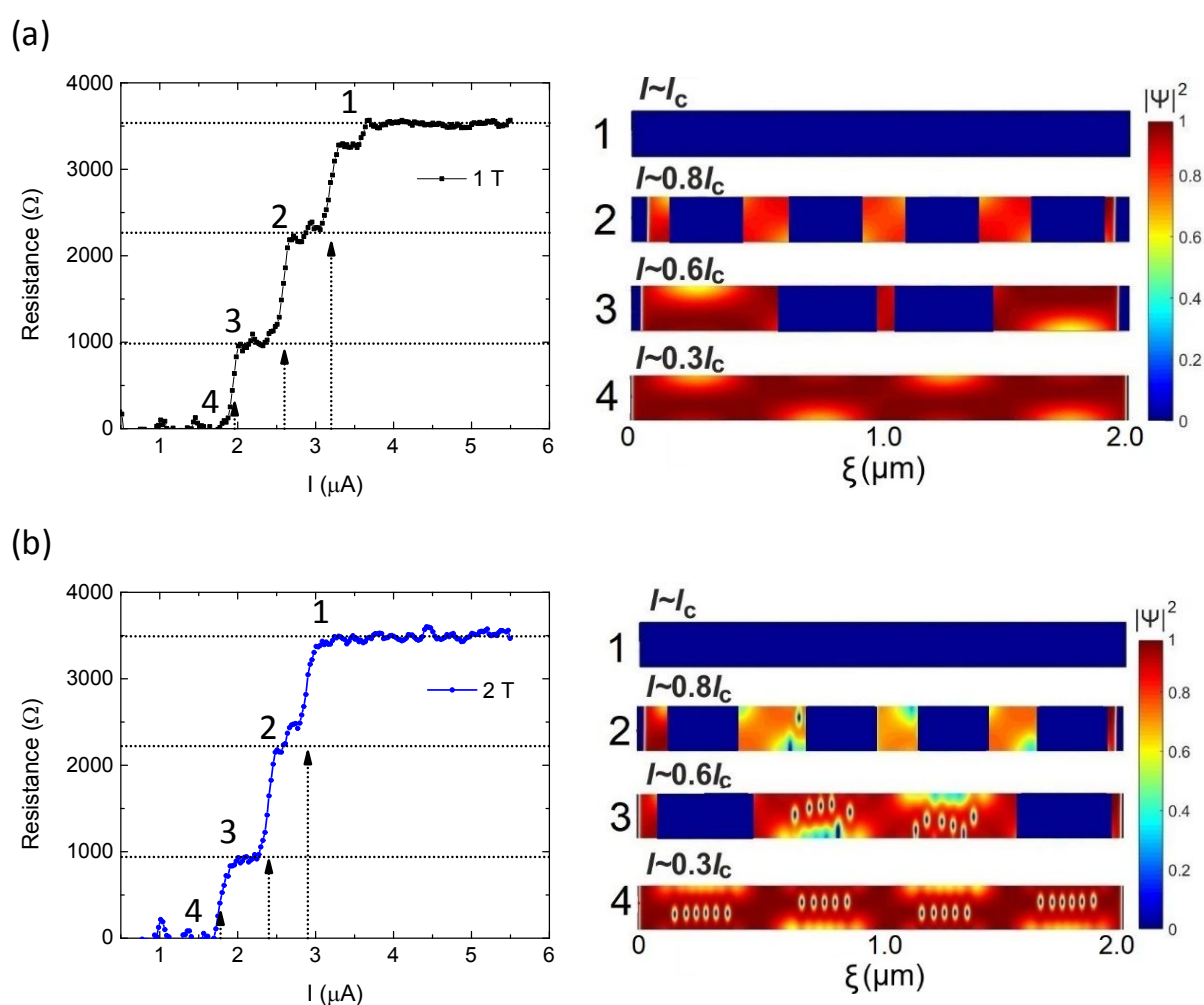 (a)
4000
3000
2000
1000
0
Resistance (Ω)
1
2
3
4
1 T
1
2
3
4
5
6
I (μA)
I~Ic
1
I~0.8Ic
2
I~0.6Ic
3
I~0.3Ic
4
0
1.0
2.0
ξ (μm)
|Ψ|²
1
0.8
0.6
0.4
0.2
0
(b)
4000
3000
2000
1000
0
Resistance (Ω)
1
2
3
4
2 T
1
2
3
4
5
6
I (μA)
I~Ic
1
I~0.8Ic
2
I~0.6Ic
3
I~0.3Ic
4
0
1.0
2.0
ξ (μm)
|Ψ|²
1
0.8
0.6
0.4
0.2
0